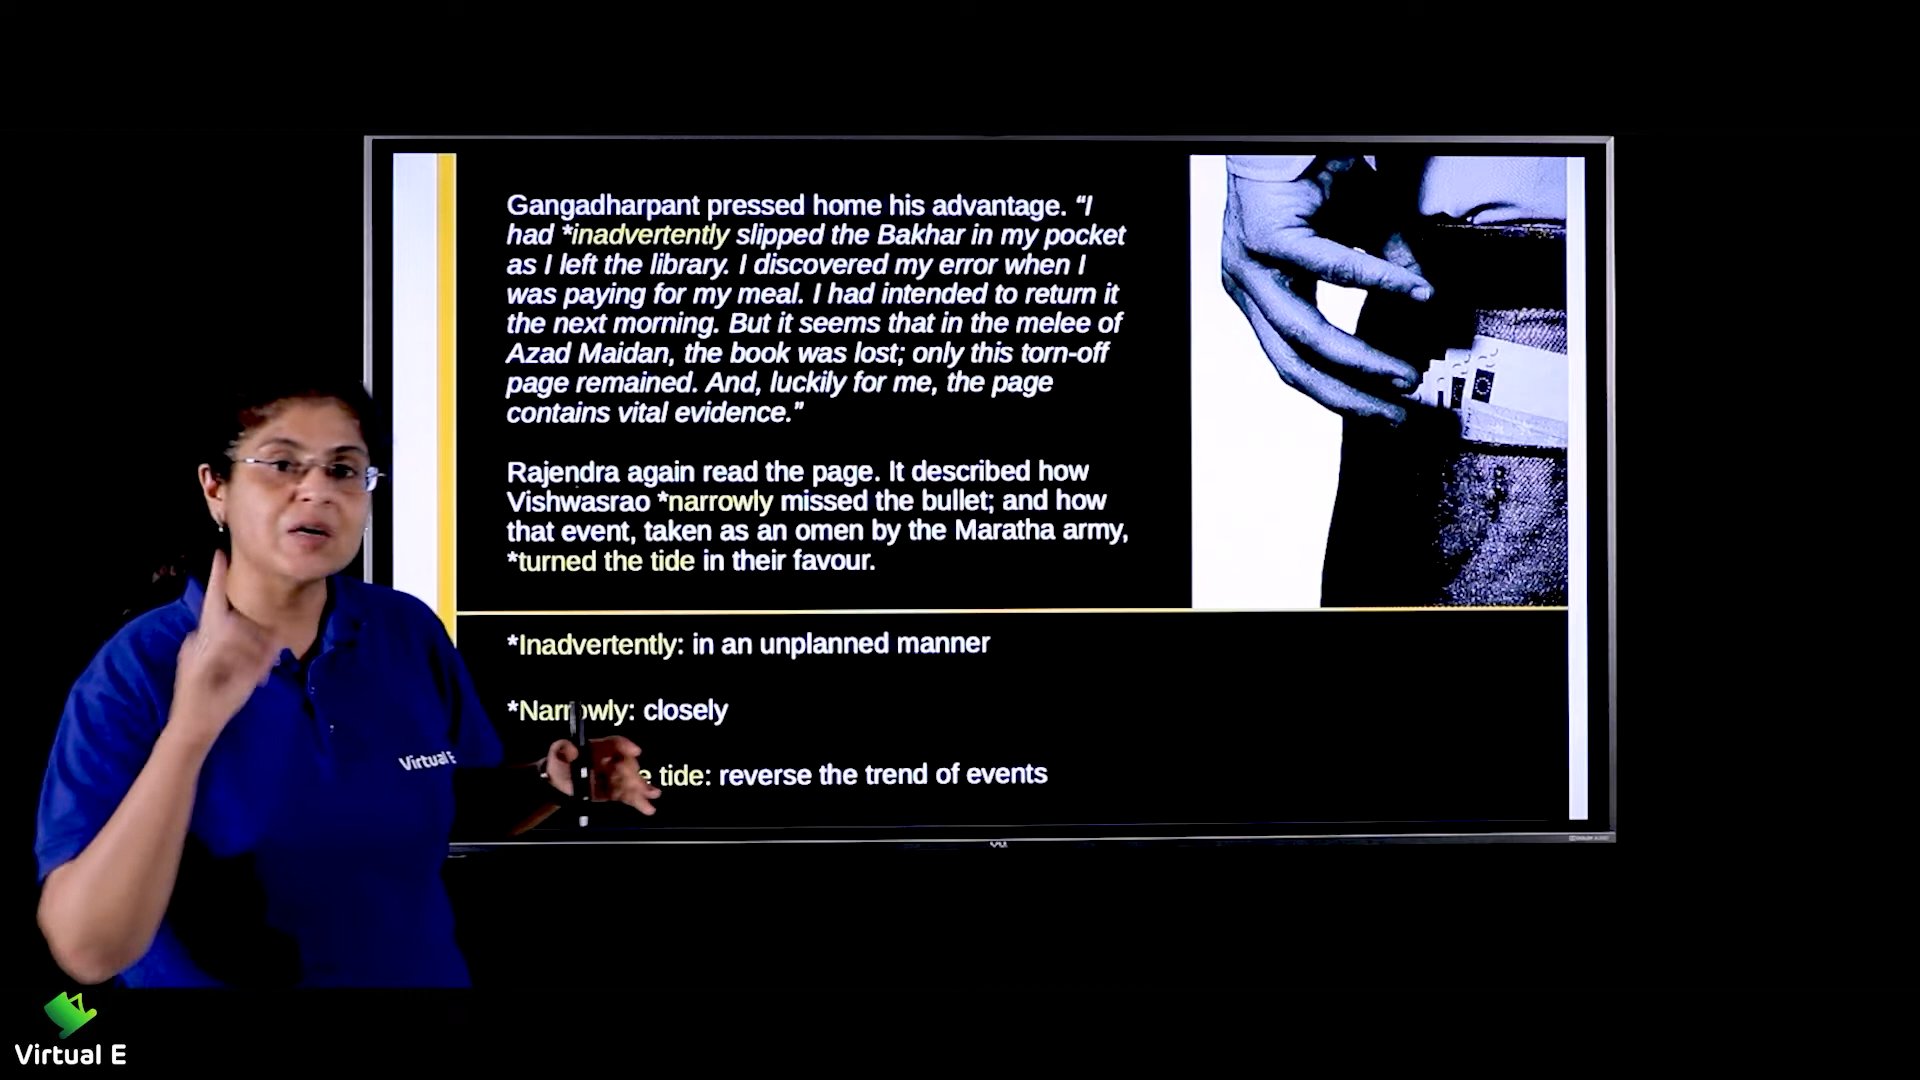 Gangadharpant pressed home his advantage. “I
had *inadvertently slipped the Bakhar in my pocket
as I left the library. I discovered my error when I
was paying for my meal. I had intended to return it
the next morning. But it seems that in the melee of
Azad Maidan, the book was lost; only this torn-off
page remained. And, luckily for me, the page
contains vital evidence.”
Rajendra again read the page. It described how
Vishwasrao *narrowly missed the bullet; and how
that event, taken as an omen by the Maratha army,
*turned the tide in their favour.
*Inadvertently: in an unplanned manner
*Narrowly: closely
tide: reverse the trend of events
Virtual E
Virtual E